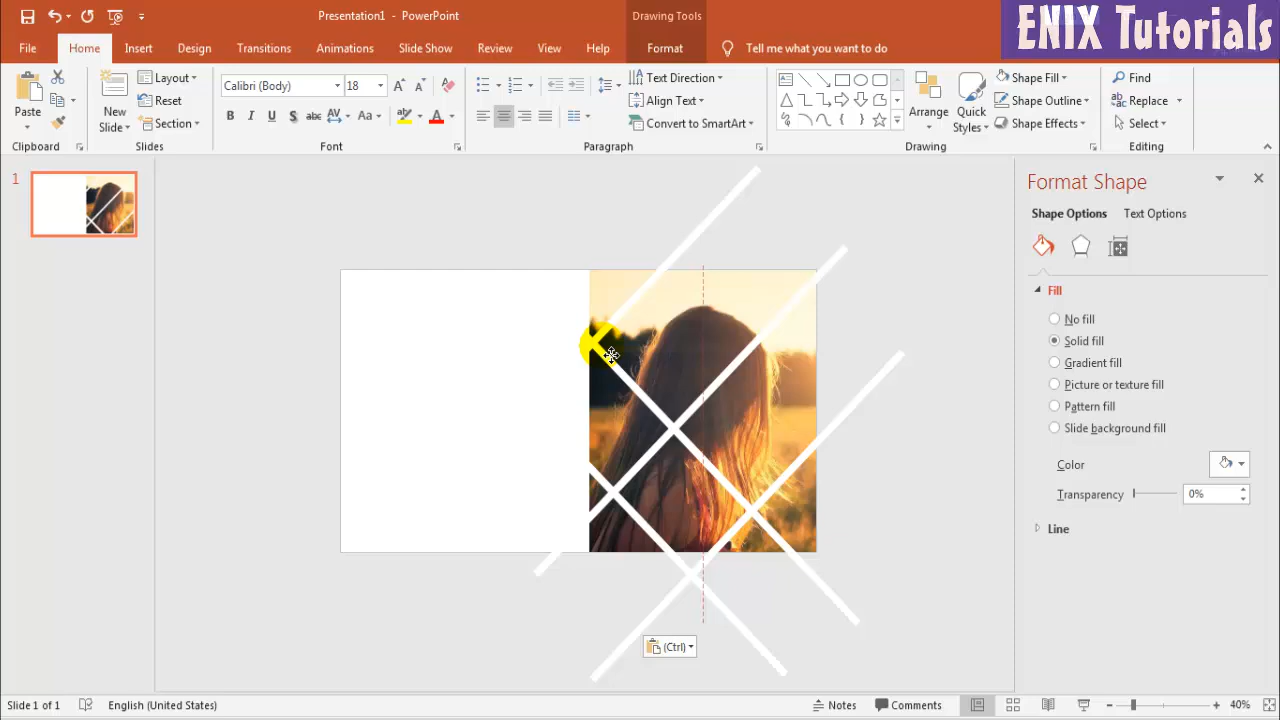 Presentation1 - PowerPoint
Drawing Tools
ENIX Tutorials
File
Home
Insert
Design
Transitions
Animations
Slide Show
Review
View
Help
Format
Tell me what you want to do
Paste
Clipboard
New
Slide
Layout
Reset
Section
Slides
Calibri (Body)
18
B
I
U
S
abc
AV
Aa
A
Font
Text Direction
Align Text
Convert to SmartArt
Paragraph
Arrange
Quick
Styles
Shape Fill
Shape Outline
Shape Effects
Drawing
Find
Replace
Select
Editing
1
Format Shape
Shape Options
Text Options
Fill
No fill
Solid fill
Gradient fill
Picture or texture fill
Pattern fill
Slide background fill
Color
Transparency
0%
Line
(Ctrl)
Slide 1 of 1
English (United States)
Notes
Comments
40%